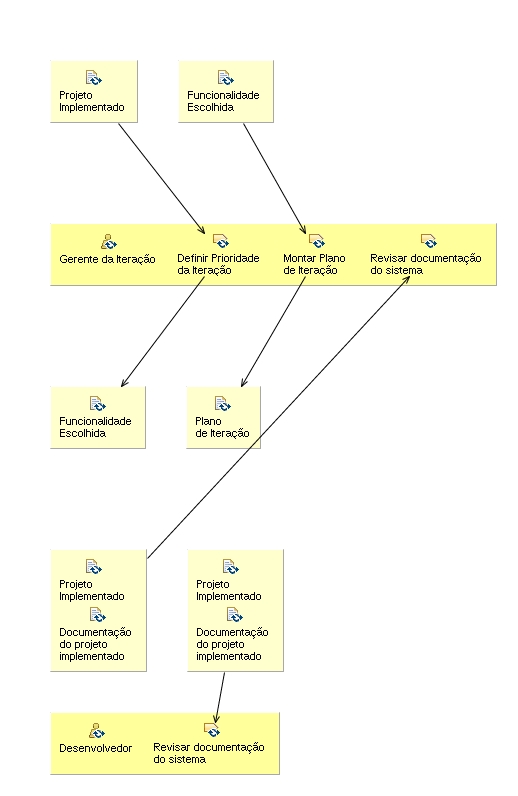 Projeto
Implementado
Funcionalidade
Escolhida
Gerente da Iteração
Definir Prioridade
da Iteração
Montar Plano
de Iteração
Revisar documentação
do sistema
Funcionalidade
Escolhida
Plano
de Iteração
Projeto
Implementado
Documentação
do projeto
implementado
Projeto
Implementado
Documentação
do projeto
implementado
Desenvolvedor
Revisar documentação
do sistema